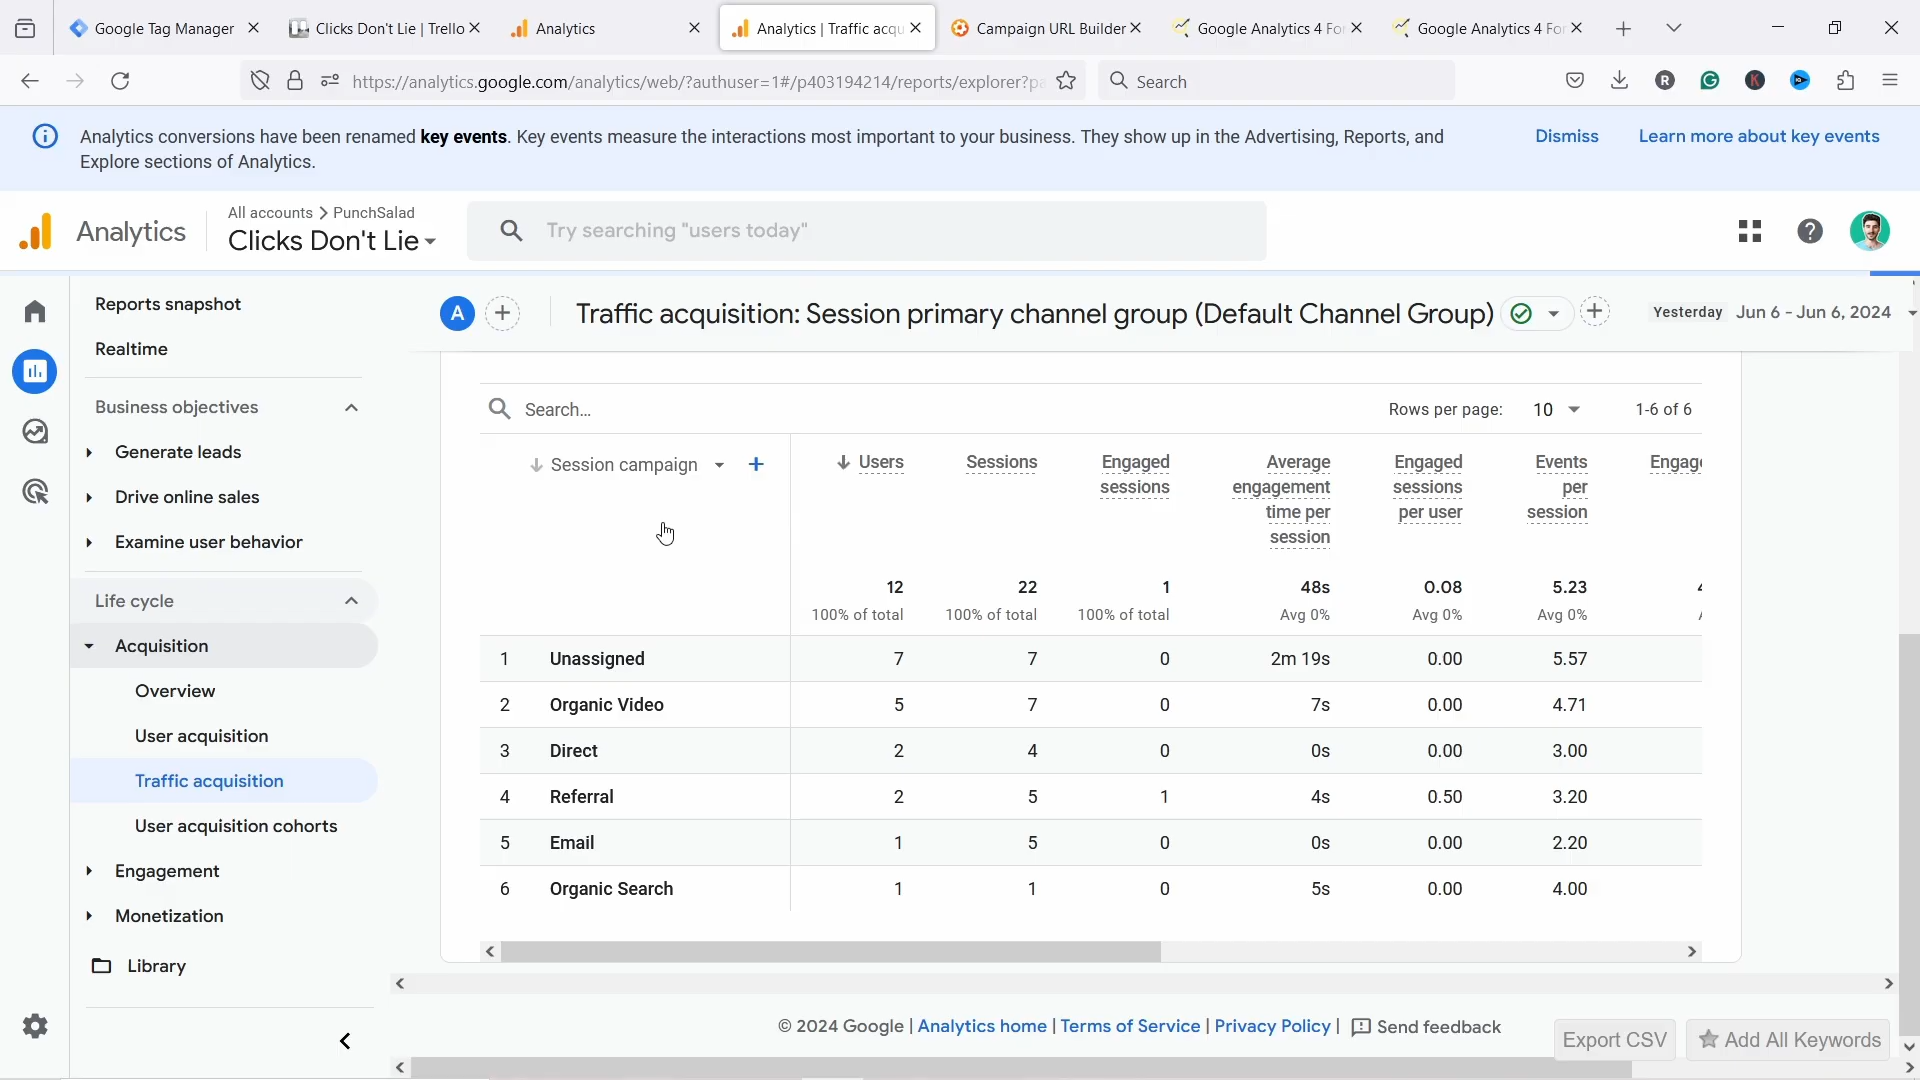 Google Tag Manager
Clicks Don't Lie | Trello
Analytics
Analytics | Traffic acqu
Campaign URL Builder
Google Analytics 4 For
Google Analytics 4 For
https://analytics.google.com/analytics/web/?authuser=1#/p403194214/reports/explorer?pa
Search
Analytics conversions have been renamed key events. Key events measure the interactions most important to your business. They show up in the Advertising, Reports, and
Explore sections of Analytics.
Dismiss
Learn more about key events
Analytics
All accounts > PunchSalad
Clicks Don't Lie
Try searching "users today"
Reports snapshot
Realtime
Business objectives
Generate leads
Drive online sales
Examine user behavior
Life cycle
Acquisition
Overview
User acquisition
Traffic acquisition
User acquisition cohorts
Engagement
Monetization
Library
A
Traffic acquisition: Session primary channel group (Default Channel Group)
Yesterday Jun 6 - Jun 6, 2024
Search...
Rows per page: 10
1-6 of 6
Session campaign
Users
Sessions
Engaged
sessions
Average
engagement
time per
session
Engaged
sessions
per user
Events
per
session
Engage
12 22 1 48s 0.08 5.23
100% of total 100% of total 100% of total Avg 0% Avg 0% Avg 0%
1 Unassigned 7 7 0 2m 19s 0.00 5.57
2 Organic Video 5 7 0 7s 0.00 4.71
3 Direct 2 4 0 0s 0.00 3.00
4 Referral 2 5 1 4s 0.50 3.20
5 Email 1 5 0 0s 0.00 2.20
6 Organic Search 1 1 0 5s 0.00 4.00
© 2024 Google | Analytics home | Terms of Service | Privacy Policy | Send feedback
Export CSV
Add All Keywords